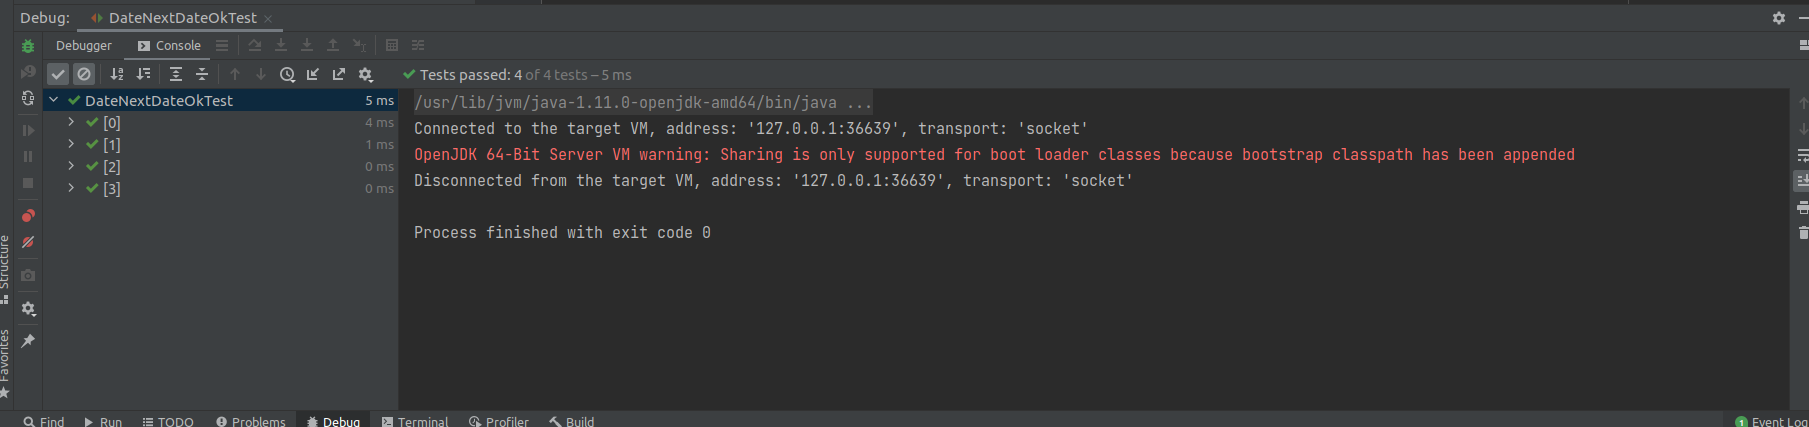 Debug: DateNextDateOkTest
Debugger Console
Tests passed: 4 of 4 tests – 5 ms
DateNextDateOkTest 5 ms
[0] 4 ms
[1] 1 ms
[2] 0 ms
[3] 0 ms
/usr/lib/jvm/java-1.11.0-openjdk-amd64/bin/java ...
Connected to the target VM, address: '127.0.0.1:36639', transport: 'socket'
OpenJDK 64-Bit Server VM warning: Sharing is only supported for boot loader classes because bootstrap classpath has been appended
Disconnected from the target VM, address: '127.0.0.1:36639', transport: 'socket'
Process finished with exit code 0
Structure
Favorites
Find Run TODO Problems Debug Terminal Profiler Build 1 Event Log